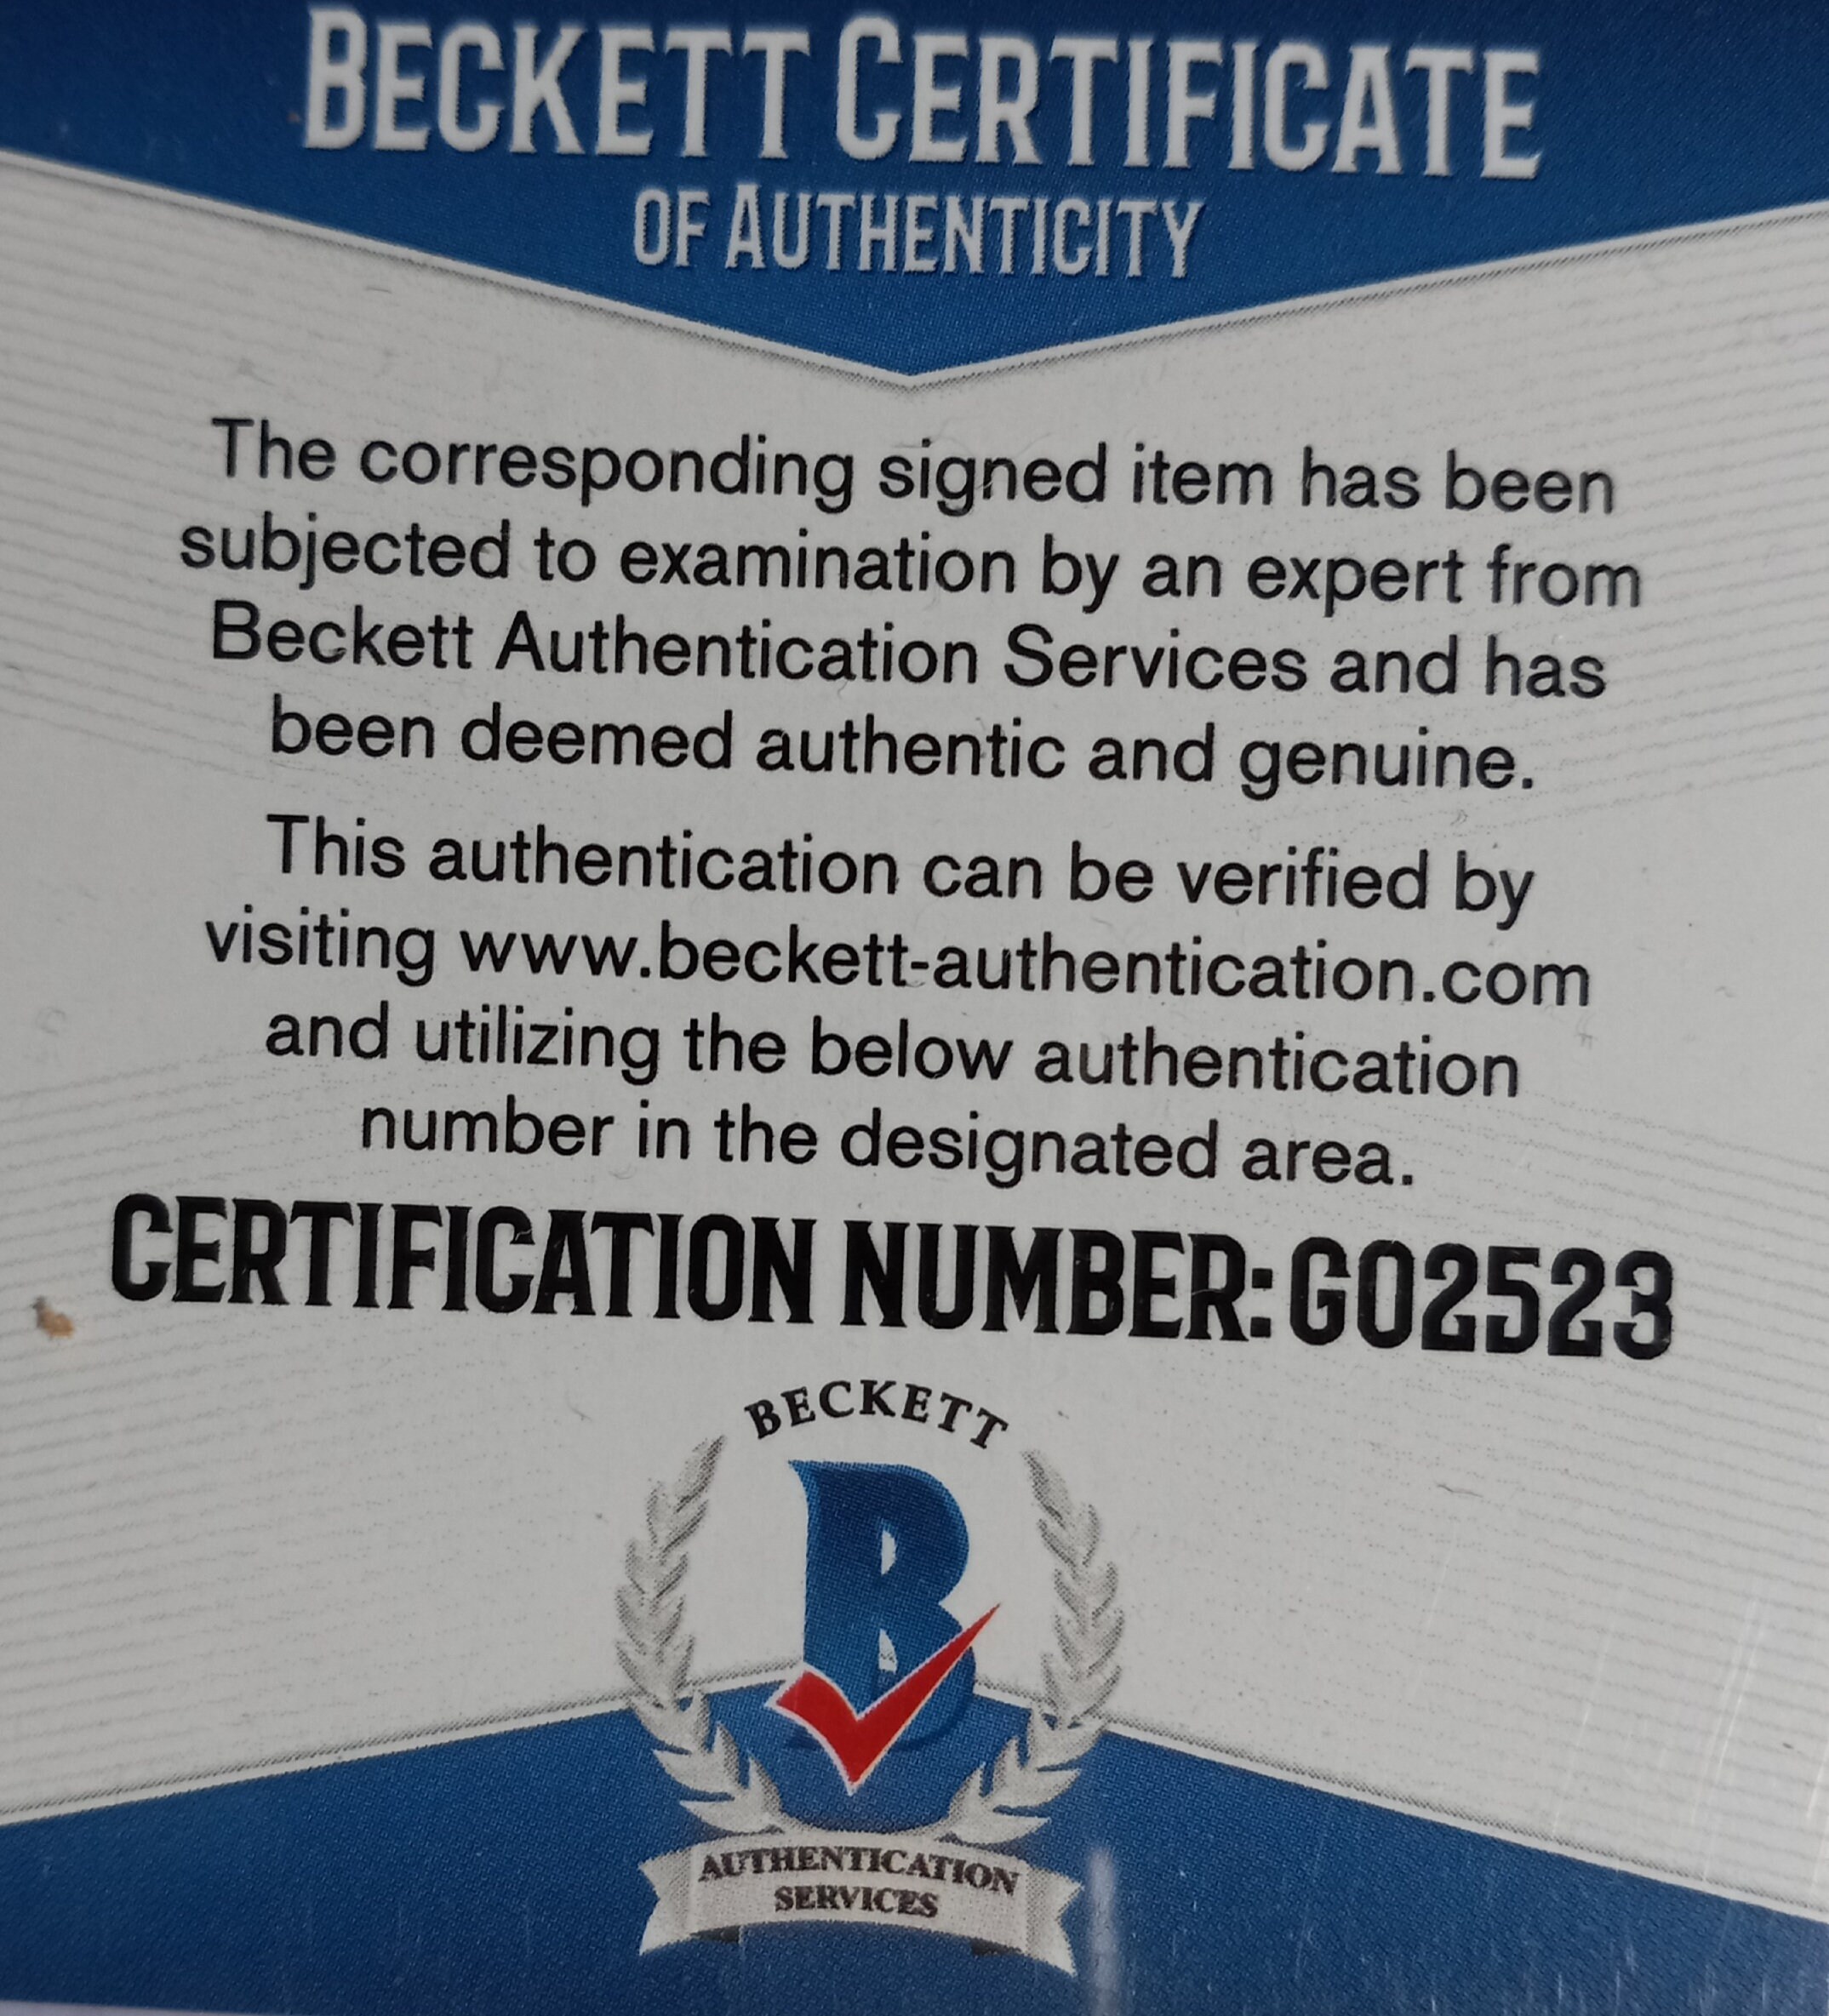 BECKETT CERTIFICATE
OF AUTHENTICITY
The corresponding signed item has been
subjected to examination by an expert from
Beckett Authentication Services and has
been deemed authentic and genuine.
This authentication can be verified by
visiting www.beckett-authentication.com
and utilizing the below authentication
number in the designated area.
CERTIFICATION NUMBER: G02523
BECKETT
B
AUTHENTICATION
SERVICES